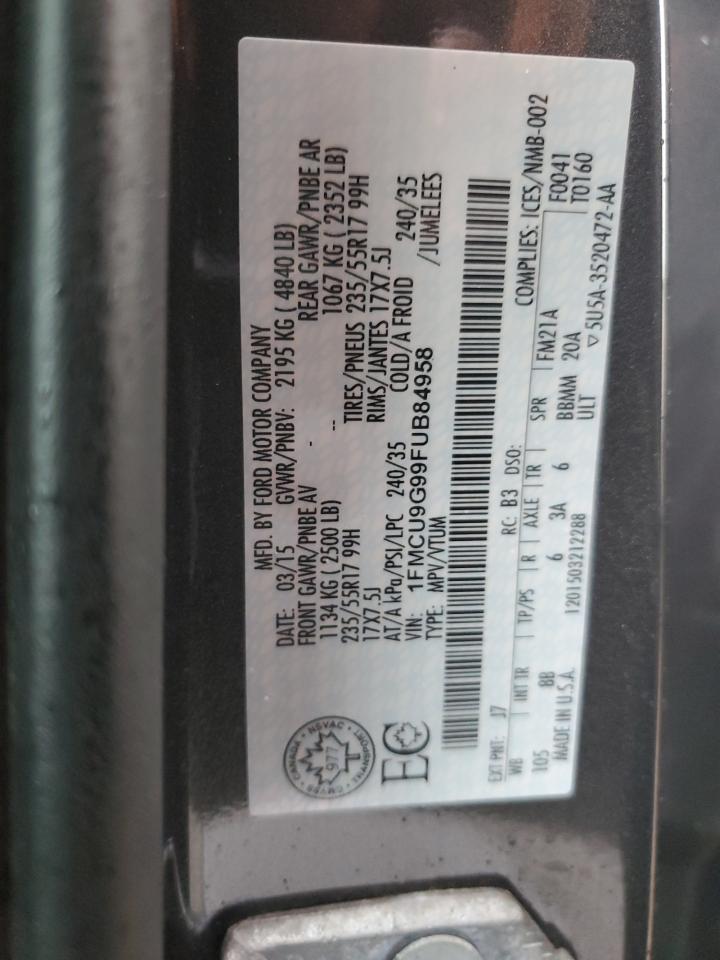 MFD. BY FORD MOTOR COMPANY
DATE: 03/15 GVWR/PNBV: 2195 KG ( 4840 LB)
FRONT GAWR/PNBE AV - REAR GAWR/PNBE AR
1134 KG (2500 LB) -- 1067 KG ( 2352 LB)
235/55R17 99H TIRES/PNEUS 235/55R17 99H
17X7.5J RIMS/JANTES 17X7.5J
AT/A kPa/PSI/LPC 240/35 COLD/A FROID 240/35
VIN: 1FMCU9G99FUB84958 /JUMELEES
TYPE: MPV/VTUM
CANADA
NSVAC
TRANSPORT
CMVSS
977
EC
EXT PNT: J7 RC: B3 DSO: COMPLIES: ICES/NMB-002
WB INT TR TP/PS R AXLE TR SPR FM21A F0041
105 8B 6 3A 6 BBMM 20A T0160
MADE IN U.S.A. 1201503212288 ULT ▽5U5A-3520472-AA